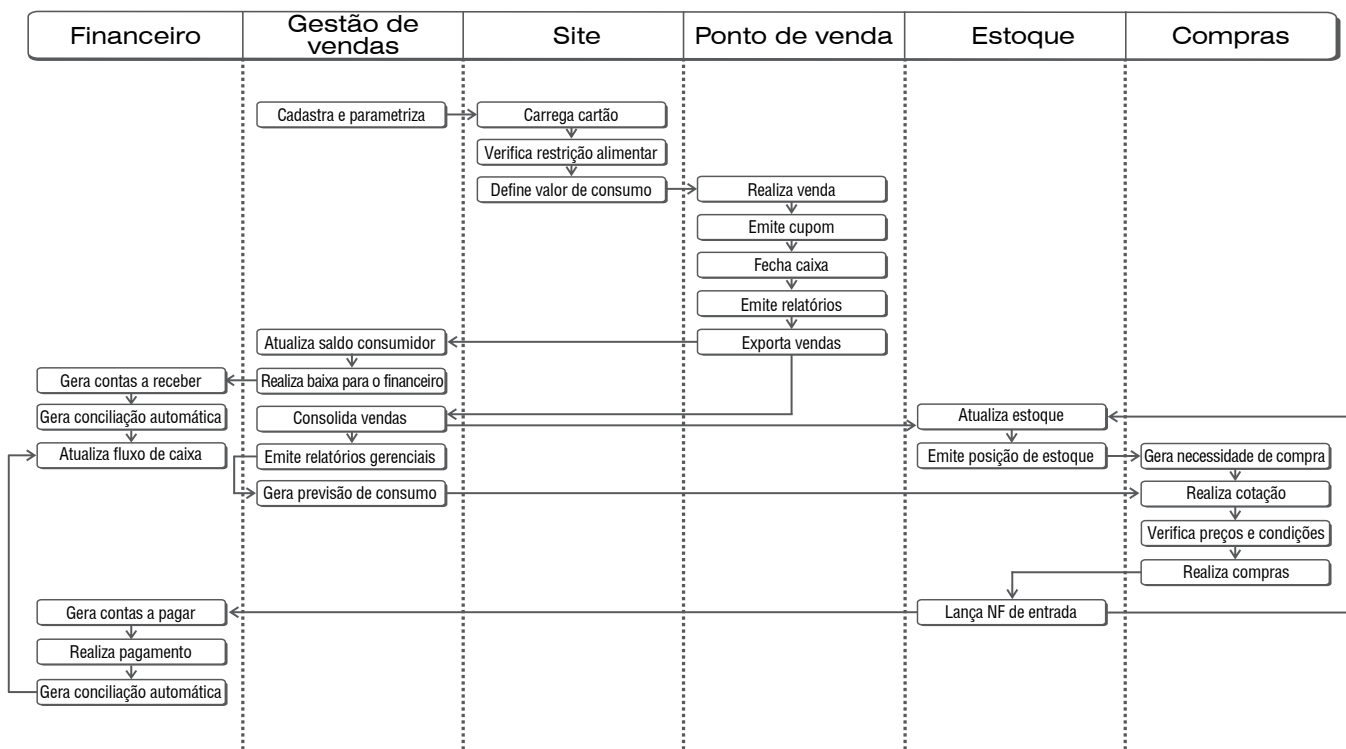 Financeiro
Gestão de
vendas
Site
Ponto de venda
Estoque
Compras
Cadastra e parametriza
Carrega cartão
Verifica restrição alimentar
Define valor de consumo
Realiza venda
Emite cupom
Fecha caixa
Emite relatórios
Atualiza saldo consumidor
Exporta vendas
Gera contas a receber
Realiza baixa para o financeiro
Gera conciliação automática
Consolida vendas
Atualiza estoque
Atualiza fluxo de caixa
Emite relatórios gerenciais
Emite posição de estoque
Gera necessidade de compra
Gera previsão de consumo
Realiza cotação
Verifica preços e condições
Realiza compras
Gera contas a pagar
Lança NF de entrada
Realiza pagamento
Gera conciliação automática